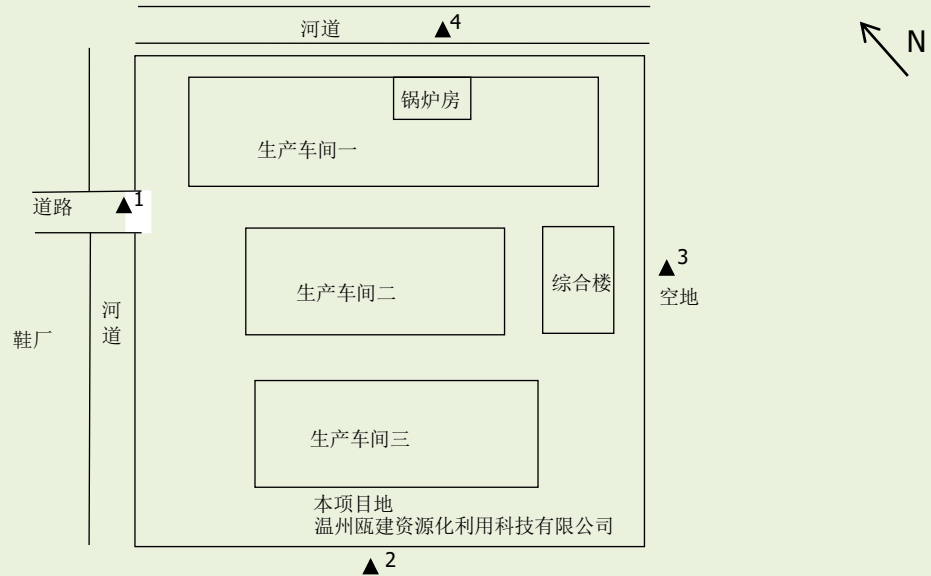 河道
▲4
N
锅炉房
生产车间一
道路
▲1
生产车间二
综合楼
▲3
空地
河道
鞋厂
生产车间三
本项目地
温州瓯建资源化利用科技有限公司
▲2